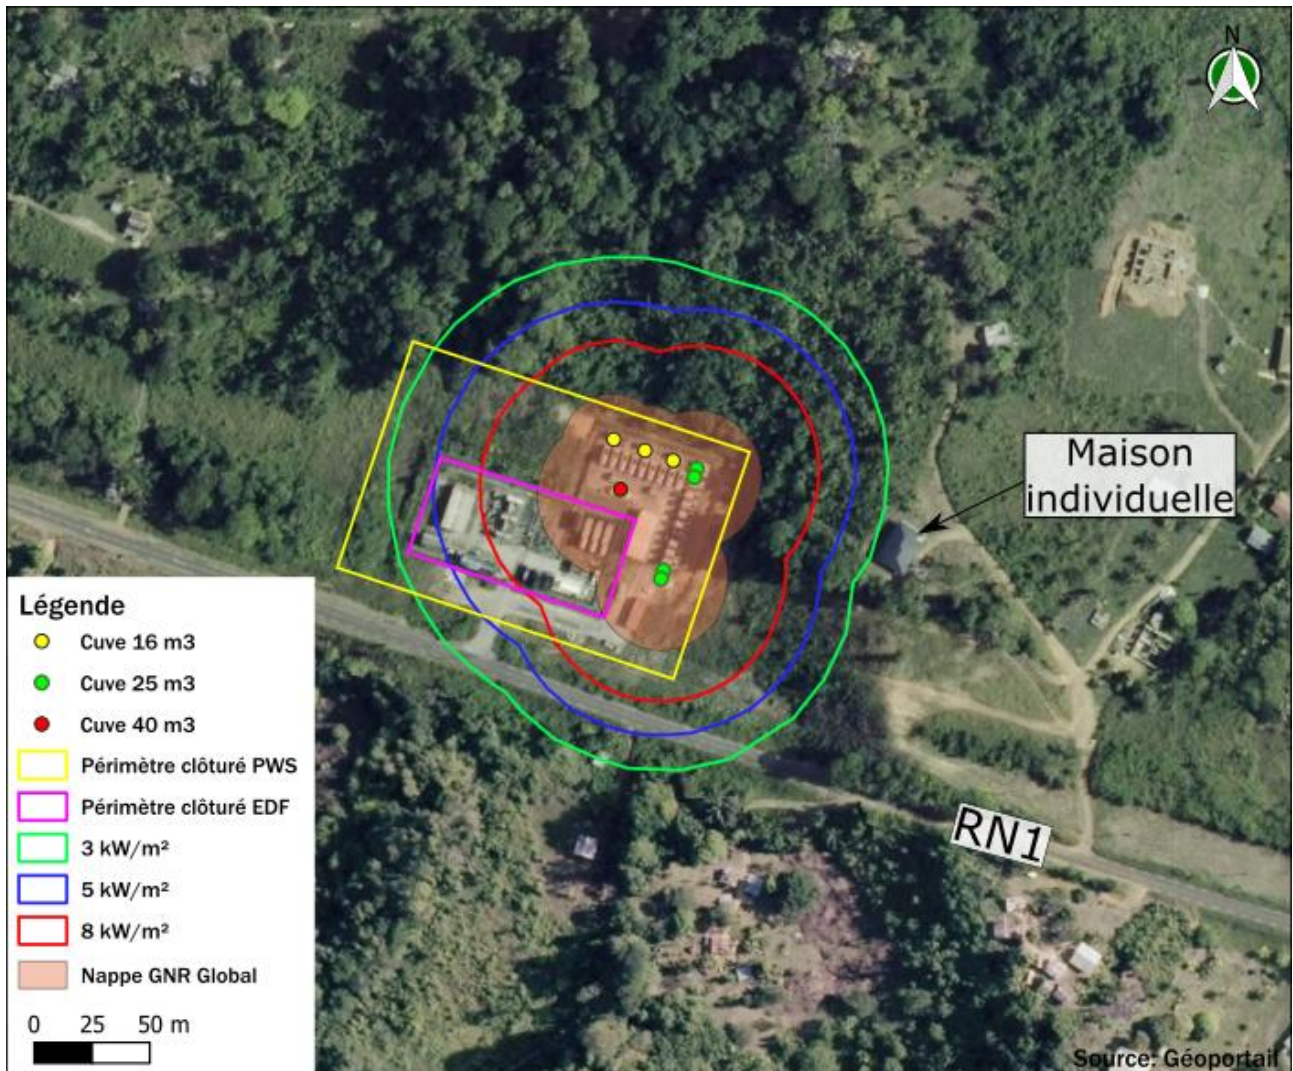 N
Maison
individuelle
RN1
Légende
Cuve 16 m3
Cuve 25 m3
Cuve 40 m3
Périmètre clôturé PWS
Périmètre clôturé EDF
3 kW/m²
5 kW/m²
8 kW/m²
Nappe GNR Global
0 25 50 m
Source: Géoportail